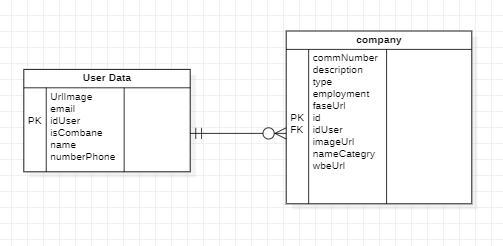 User Data
UrlImage
email
PK idUser
isCombane
name
numberPhone
company
commNumber
description
type
employment
faseUrl
PK id
FK idUser
imageUrl
nameCategry
wbeUrl